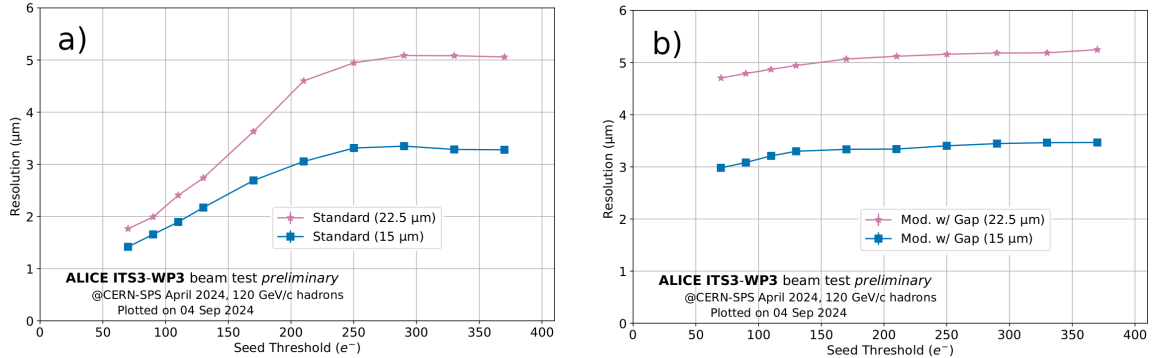 a)
6
5
4
3
2
1
0
Resolution (μm)
Standard (22.5 μm)
Standard (15 μm)
ALICE ITS3-WP3 beam test preliminary
@CERN-SPS April 2024, 120 GeV/c hadrons
Plotted on 04 Sep 2024
0 50 100 150 200 250 300 350 400
Seed Threshold (e⁻)
b)
6
5
4
3
2
1
0
Resolution (μm)
Mod. w/ Gap (22.5 μm)
Mod. w/ Gap (15 μm)
ALICE ITS3-WP3 beam test preliminary
@CERN-SPS April 2024, 120 GeV/c hadrons
Plotted on 04 Sep 2024
0 50 100 150 200 250 300 350 400
Seed Threshold (e⁻)